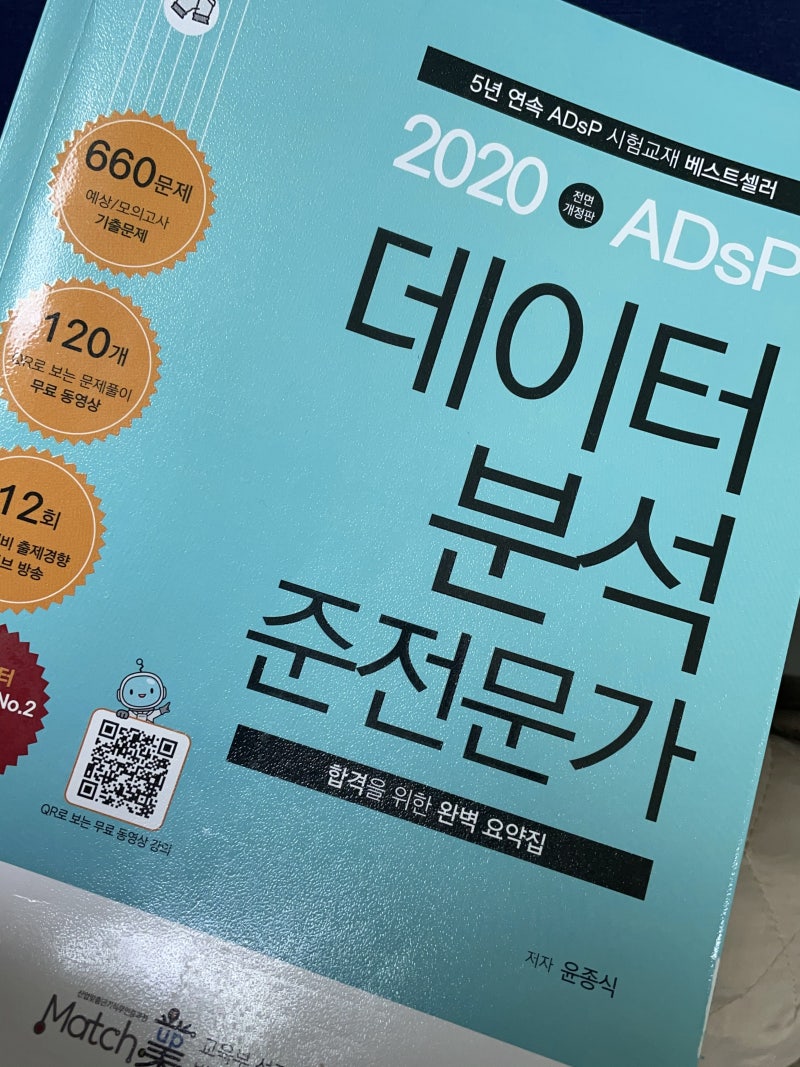 5년 연속 ADsP 시험교재 베스트셀러
2020 전면 개정판 ADsP
데이터
분석
준전문가
합격을 위한 완벽 요약집
저자 윤종식
660문제
예상/모의고사
기출문제
120개
QR로 보는 문제풀이
무료 동영상
12회
출제경향
방송
No.2
QR로 보는 무료 동영상 강의
Match
up
교육부